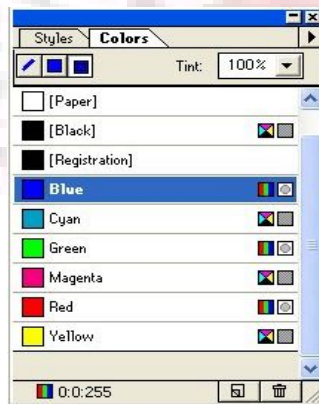 Styles Colors
Tint: 100%
[Paper]
[Black]
[Registration]
Blue
Cyan
Green
Magenta
Red
Yellow
0:0:255